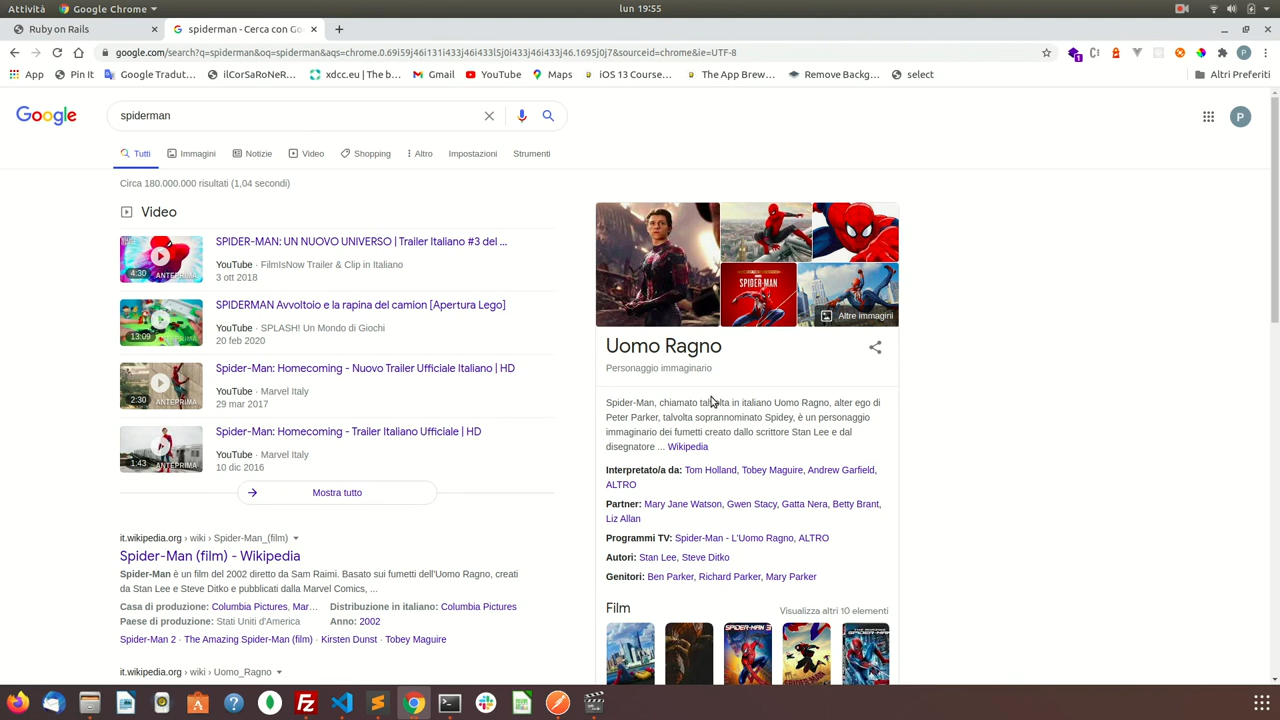 Attività
Google Chrome
lun 19:55
Ruby on Rails
spiderman - Cerca con Go
google.com/search?q=spiderman&oq=spiderman&aqs=chrome.0.69i59j46i131i433j46i433l5j0i433j46i433j46.1695j0j7&sourceid=chrome&ie=UTF-8
App
Pin It
Google Tradut...
ilCorSaRoNeR...
xdcc.eu | The b...
Gmail
YouTube
Maps
iOS 13 Course...
The App Brew...
Remove Backg...
select
Altri Preferiti
Google
spiderman
P
Tutti
Immagini
Notizie
Video
Shopping
Altro
Impostazioni
Strumenti
Circa 180.000.000 risultati (1,04 secondi)
Video
4:30
ANTEPRIMA
SPIDER-MAN: UN NUOVO UNIVERSO | Trailer Italiano #3 del ...
YouTube · FilmIsNow Trailer & Clip in Italiano
3 ott 2018
13:09
SPIDERMAN Avvoltoio e la rapina del camion [Apertura Lego]
YouTube · SPLASH! Un Mondo di Giochi
20 feb 2020
2:30
ANTEPRIMA
Spider-Man: Homecoming - Nuovo Trailer Ufficiale Italiano | HD
YouTube · Marvel Italy
29 mar 2017
1:43
ANTEPRIMA
Spider-Man: Homecoming - Trailer Italiano Ufficiale | HD
YouTube · Marvel Italy
10 dic 2016
Mostra tutto
it.wikipedia.org › wiki › Spider-Man_(film)
Spider-Man (film) - Wikipedia
Spider-Man è un film del 2002 diretto da Sam Raimi. Basato sui fumetti dell'Uomo Ragno, creati
da Stan Lee e Steve Ditko e pubblicati dalla Marvel Comics, ...
Casa di produzione: Columbia Pictures, Mar...
Distribuzione in italiano: Columbia Pictures
Paese di produzione: Stati Uniti d'America
Anno: 2002
Spider-Man 2 · The Amazing Spider-Man (film) · Kirsten Dunst · Tobey Maguire
it.wikipedia.org › wiki › Uomo_Ragno
SPIDER-MAN
Altre immagini
Uomo Ragno
Personaggio immaginario
Spider-Man, chiamato talvolta in italiano Uomo Ragno, alter ego di
Peter Parker, talvolta soprannominato Spidey, è un personaggio
immaginario dei fumetti creato dallo scrittore Stan Lee e dal
disegnatore ... Wikipedia
Interpretato/a da: Tom Holland, Tobey Maguire, Andrew Garfield,
ALTRO
Partner: Mary Jane Watson, Gwen Stacy, Gatta Nera, Betty Brant,
Liz Allan
Programmi TV: Spider-Man - L'Uomo Ragno, ALTRO
Autori: Stan Lee, Steve Ditko
Genitori: Ben Parker, Richard Parker, Mary Parker
Film
Visualizza altri 10 elementi
SPIDER-MAN 3